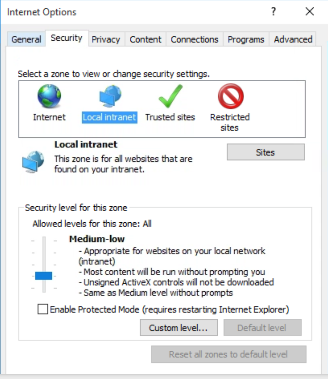 Internet Options
? X
General Security Privacy Content Connections Programs Advanced
Select a zone to view or change security settings.
Internet Local intranet Trusted sites Restricted
sites
Local intranet
This zone is for all websites that are
found on your intranet.
Sites
Security level for this zone
Allowed levels for this zone: All
Medium-low
- Appropriate for websites on your local network
(intranet)
- Most content will be run without prompting you
- Unsigned ActiveX controls will not be downloaded
- Same as Medium level without prompts
Enable Protected Mode (requires restarting Internet Explorer)
Custom level... Default level
Reset all zones to default level